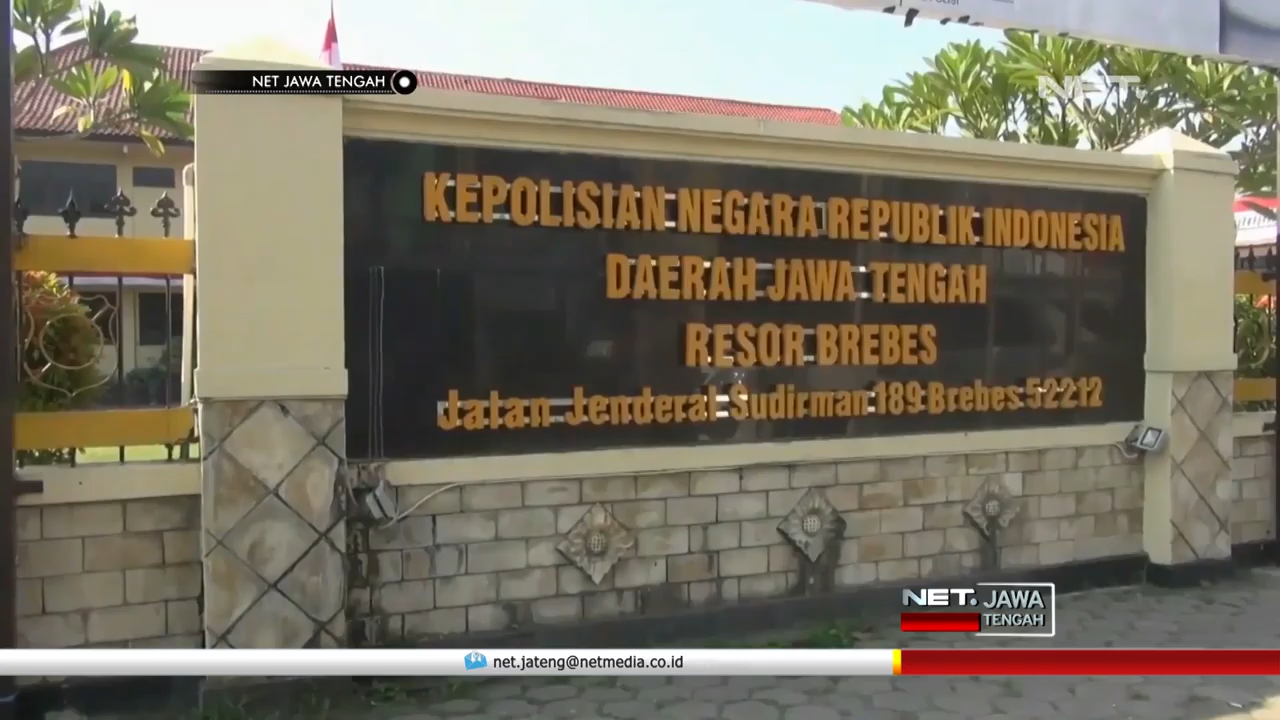 NET JAWA TENGAH
NET.
KEPOLISIAN NEGARA REPUBLIK INDONESIA
DAERAH JAWA TENGAH
RESOR BREBES
Jalan Jenderal Sudirman 189 Brebes 52212
NET. JAWA
TENGAH
net.jateng@netmedia.co.id